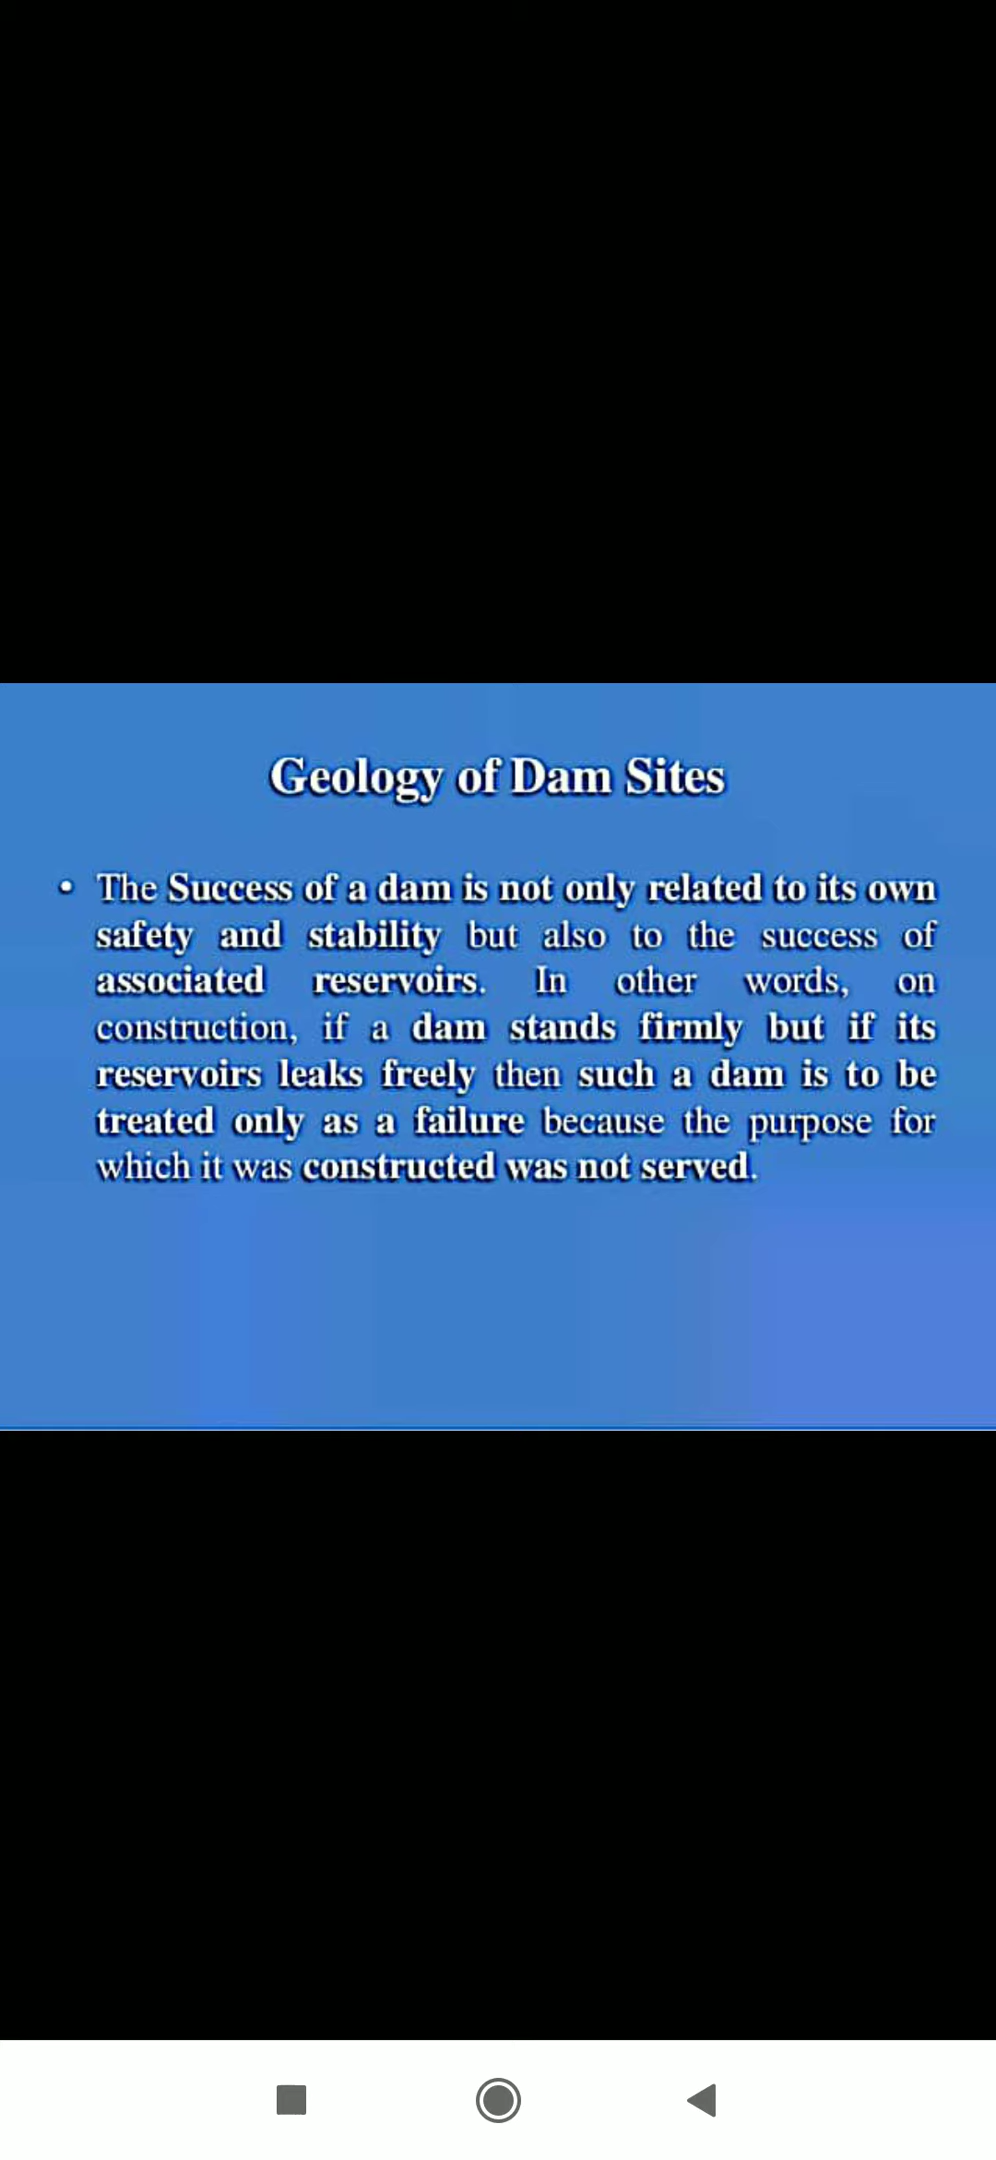 Geology of Dam Sites
• The Success of a dam is not only related to its own
safety and stability but also to the success of
associated reservoirs. In other words, on
construction, if a dam stands firmly but if its
reservoirs leaks freely then such a dam is to be
treated only as a failure because the purpose for
which it was constructed was not served.